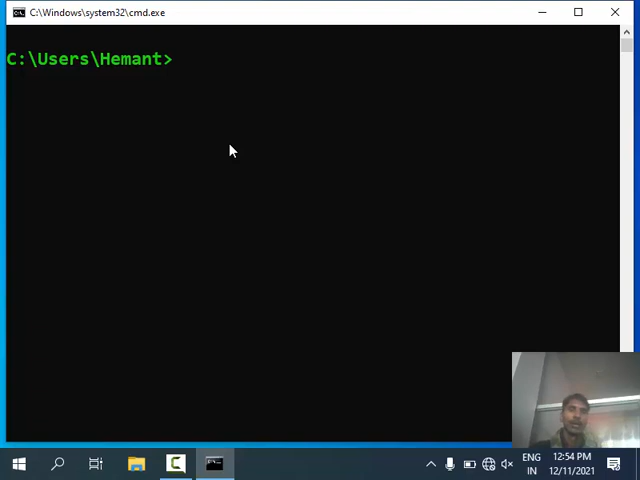 C:\Windows\system32\cmd.exe
C:\Users\Hemant>
ENG
IN
12:54 PM
12/11/2021